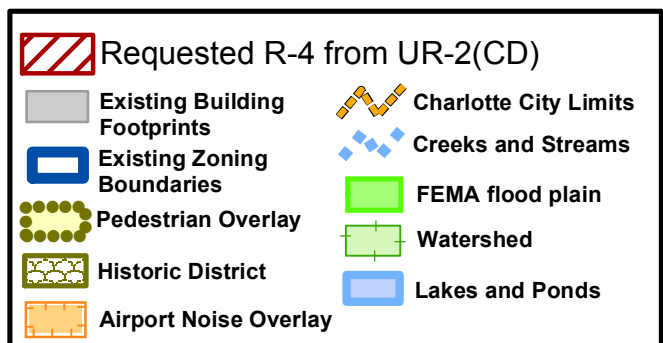 Requested R-4 from UR-2(CD)
Existing Building
Footprints
Existing Zoning
Boundaries
Pedestrian Overlay
Historic District
Airport Noise Overlay
Charlotte City Limits
Creeks and Streams
FEMA flood plain
Watershed
Lakes and Ponds